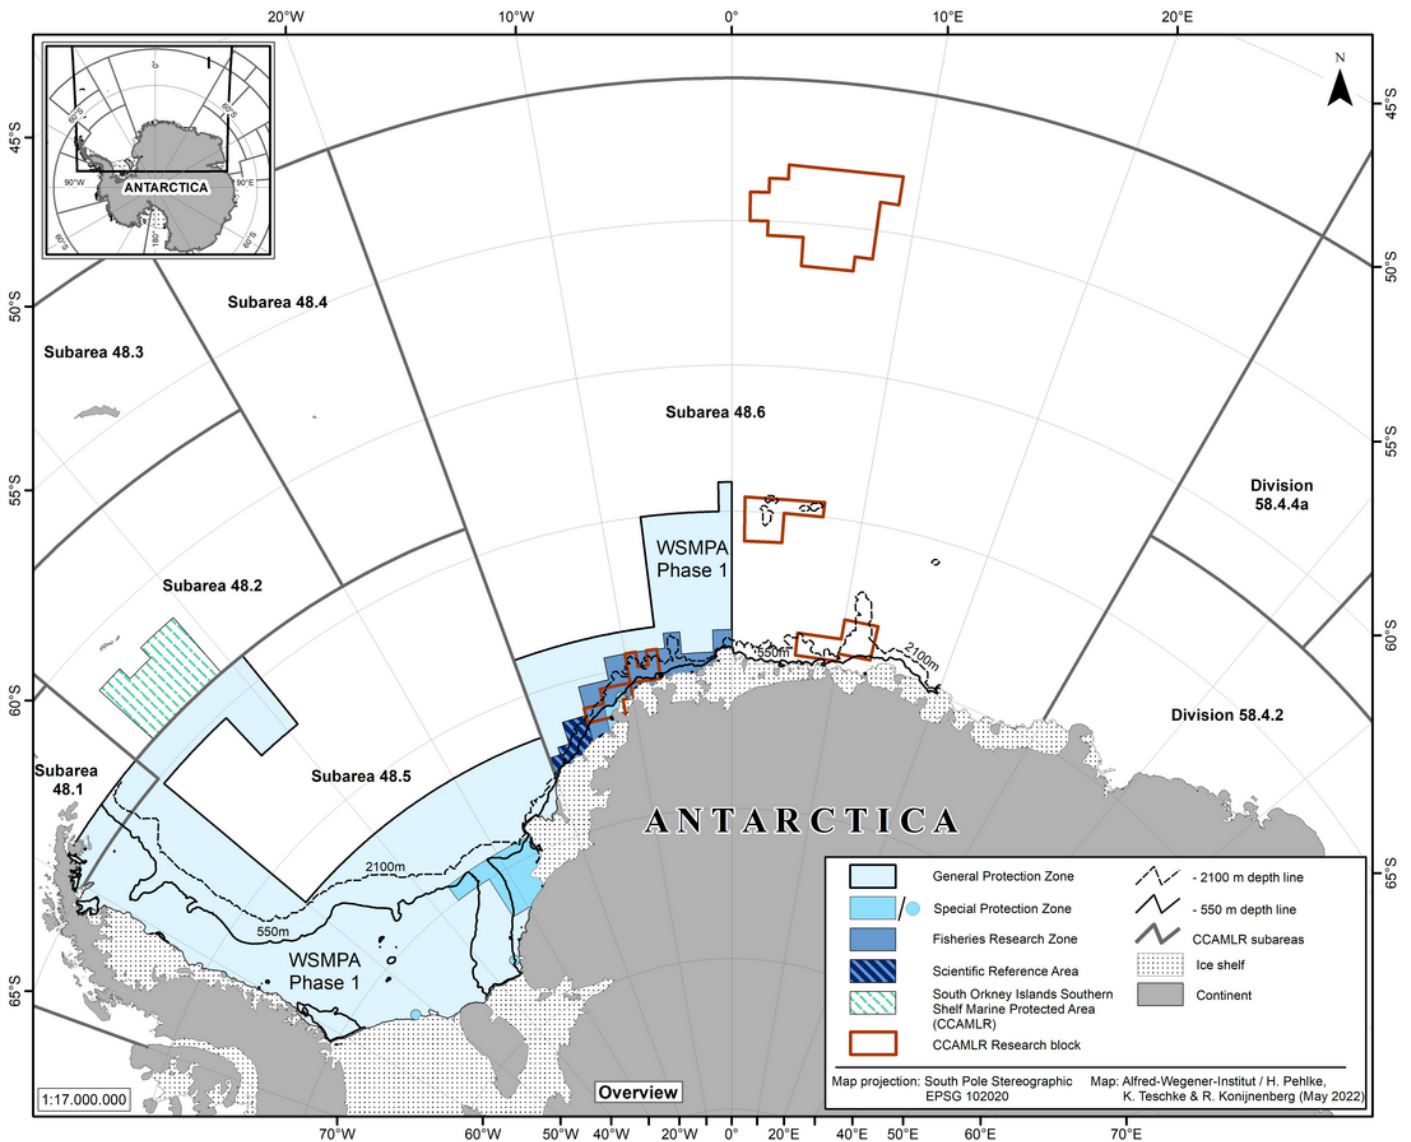 20°W
10°W
0°
10°E
20°E
N
45°S
45°S
50°S
50°S
55°S
55°S
60°S
60°S
65°S
65°S
0°
60°S
60°S
90°W
90°E
ANTARCTICA
60°S
180°
60°S
Subarea 48.4
Subarea 48.3
Subarea 48.6
Division
58.4.4a
WSMPA
Phase 1
Subarea 48.2
550m
2100m
Division 58.4.2
Subarea
48.1
Subarea 48.5
ANTARCTICA
2100m
550m
WSMPA
Phase 1
General Protection Zone
Special Protection Zone
Fisheries Research Zone
Scientific Reference Area
South Orkney Islands Southern
Shelf Marine Protected Area
(CCAMLR)
CCAMLR Research block
- 2100 m depth line
- 550 m depth line
CCAMLR subareas
Ice shelf
Continent
Map projection: South Pole Stereographic
EPSG 102020
Map: Alfred-Wegener-Institut / H. Pehlke,
K. Teschke & R. Konijnenberg (May 2022)
Overview
1:17.000.000
70°W
60°W
50°W
40°W
20°W
0°
20°E
40°E
50°E
60°E
70°E